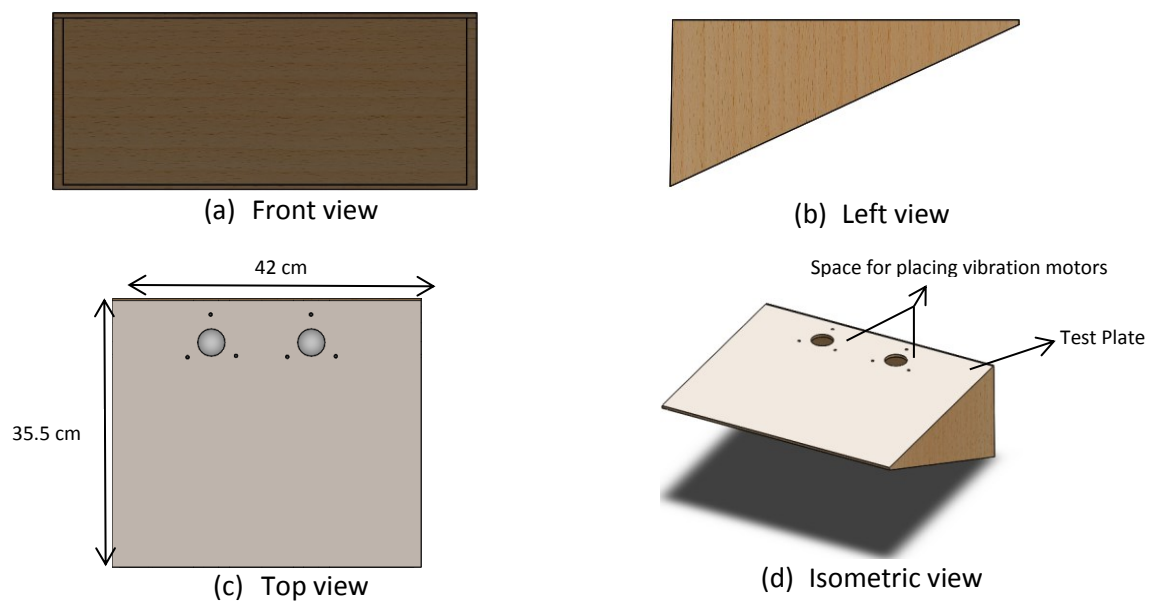 (a) Front view
(b) Left view
42 cm
35.5 cm
(c) Top view
Space for placing vibration motors
Test Plate
(d) Isometric view